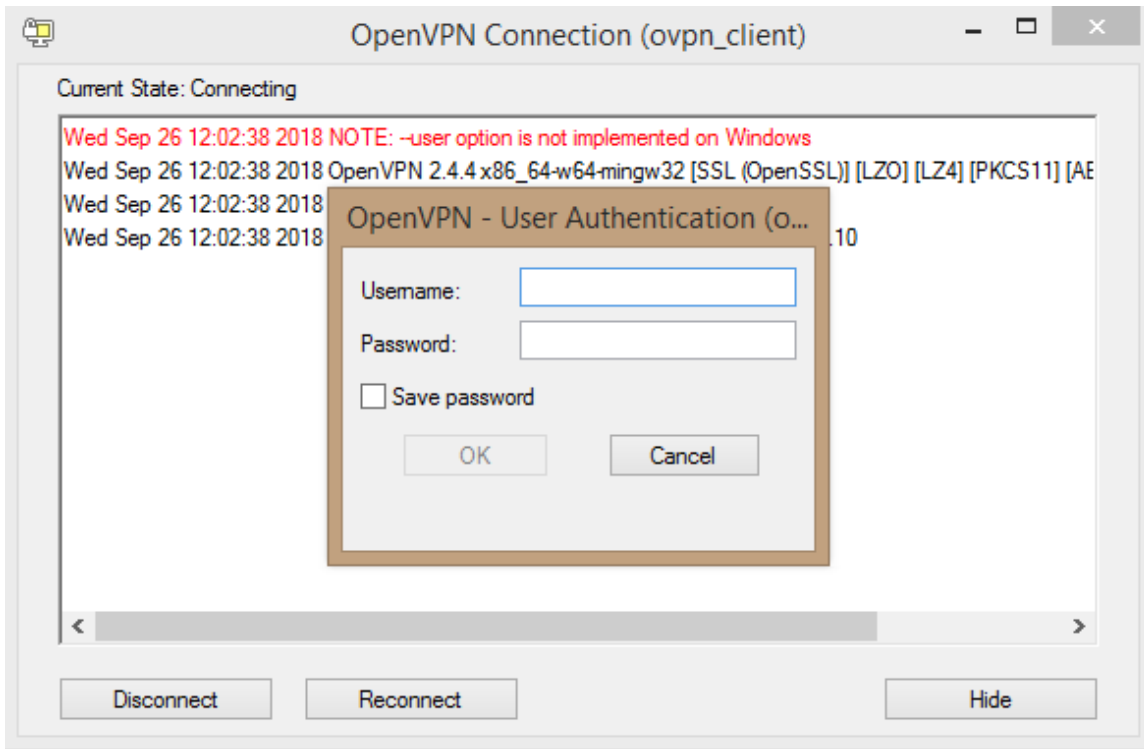 OpenVPN Connection (ovpn_client)
Current State: Connecting
Wed Sep 26 12:02:38 2018 NOTE: --user option is not implemented on Windows
Wed Sep 26 12:02:38 2018 OpenVPN 2.4.4 x86_64-w64-mingw32 [SSL (OpenSSL)] [LZO] [LZ4] [PKCS11] [AE
Wed Sep 26 12:02:38 2018
Wed Sep 26 12:02:38 2018 .10
OpenVPN - User Authentication (o...
Username:
Password:
Save password
OK Cancel
Disconnect Reconnect Hide